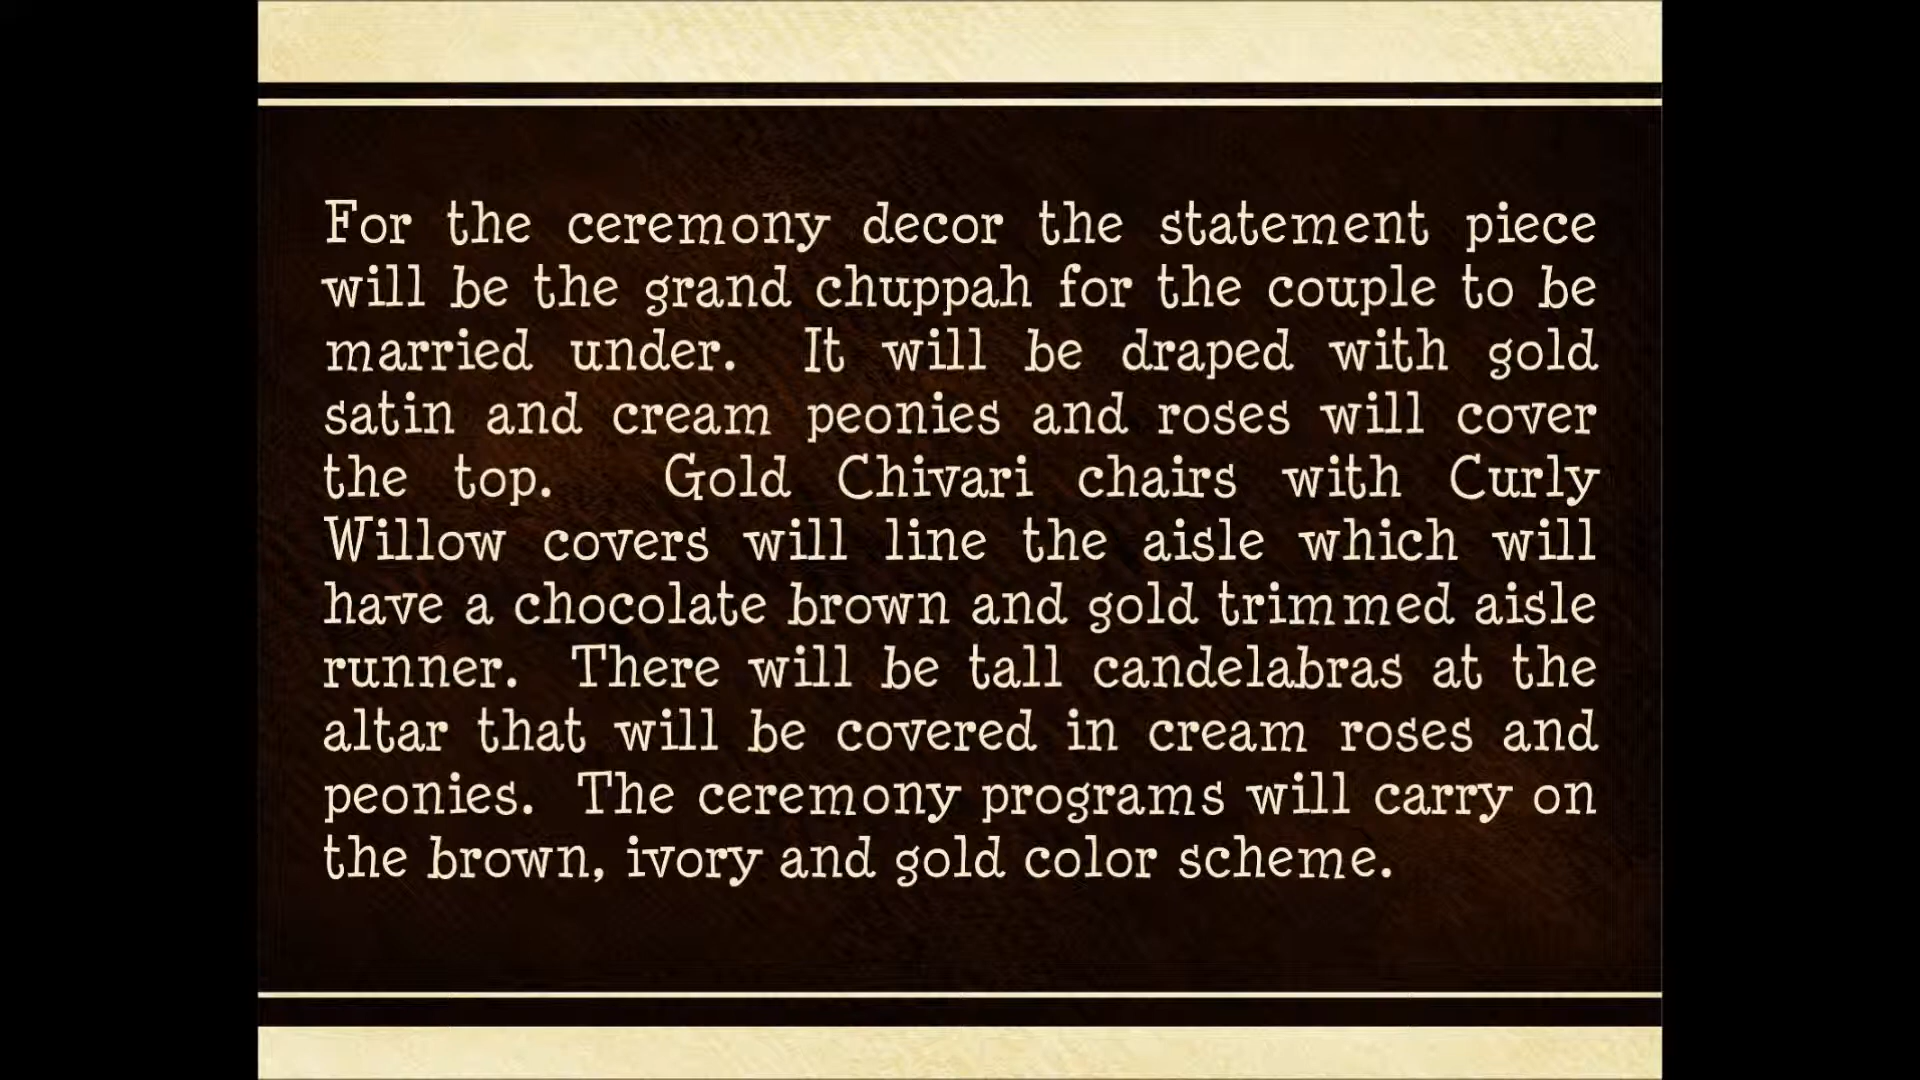 For the ceremony decor the statement piece
will be the grand chuppah for the couple to be
married under. It will be draped with gold
satin and cream peonies and roses will cover
the top. Gold Chivari chairs with Curly
Willow covers will line the aisle which will
have a chocolate brown and gold trimmed aisle
runner. There will be tall candelabras at the
altar that will be covered in cream roses and
peonies. The ceremony programs will carry on
the brown, ivory and gold color scheme.